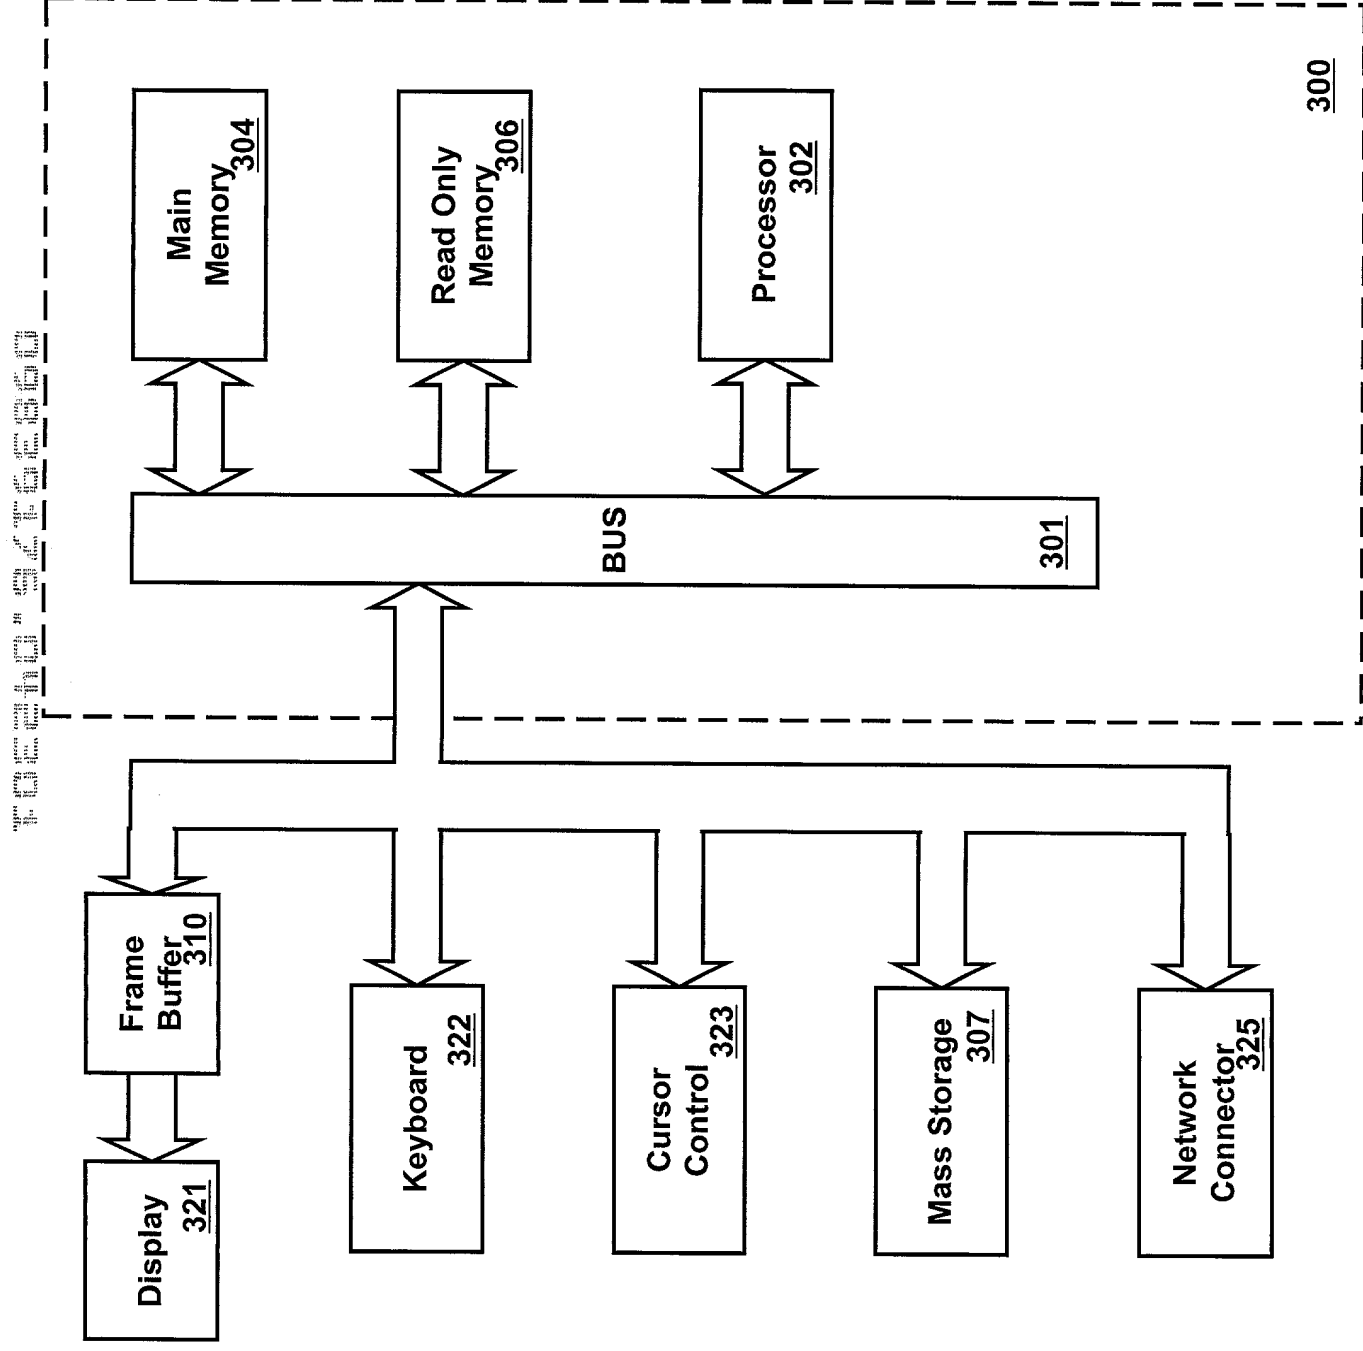 Display
321
Frame
Buffer
310
Keyboard
322
Cursor
Control
323
Mass Storage
307
Network
Connector
325
BUS
301
Main
Memory
304
Read Only
Memory
306
Processor
302
300